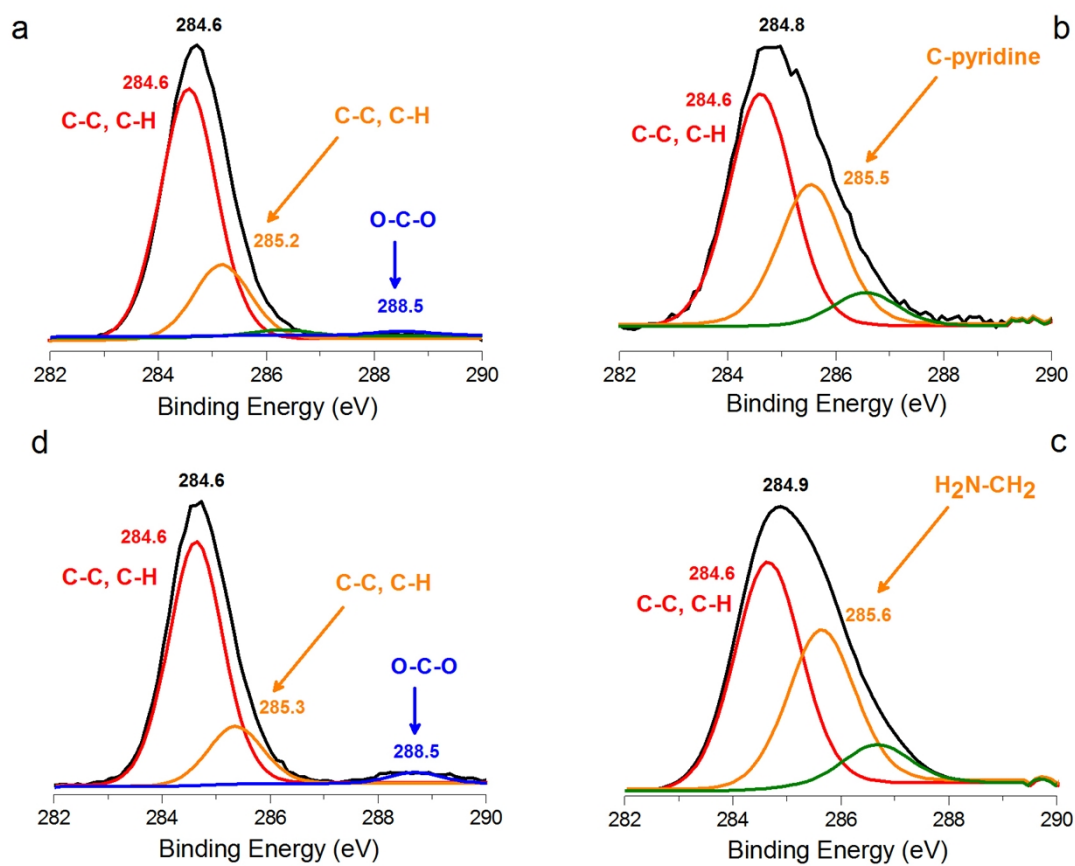 a
284.6
284.6
C-C, C-H
C-C, C-H
285.2
O-C-O
288.5
282 284 286 288 290
Binding Energy (eV)
b
284.8
C-pyridine
284.6
C-C, C-H
285.5
282 284 286 288 290
Binding Energy (eV)
d
284.6
284.6
C-C, C-H
C-C, C-H
285.3
O-C-O
288.5
282 284 286 288 290
Binding Energy (eV)
c
284.9
H₂N-CH₂
284.6
C-C, C-H
285.6
282 284 286 288 290
Binding Energy (eV)